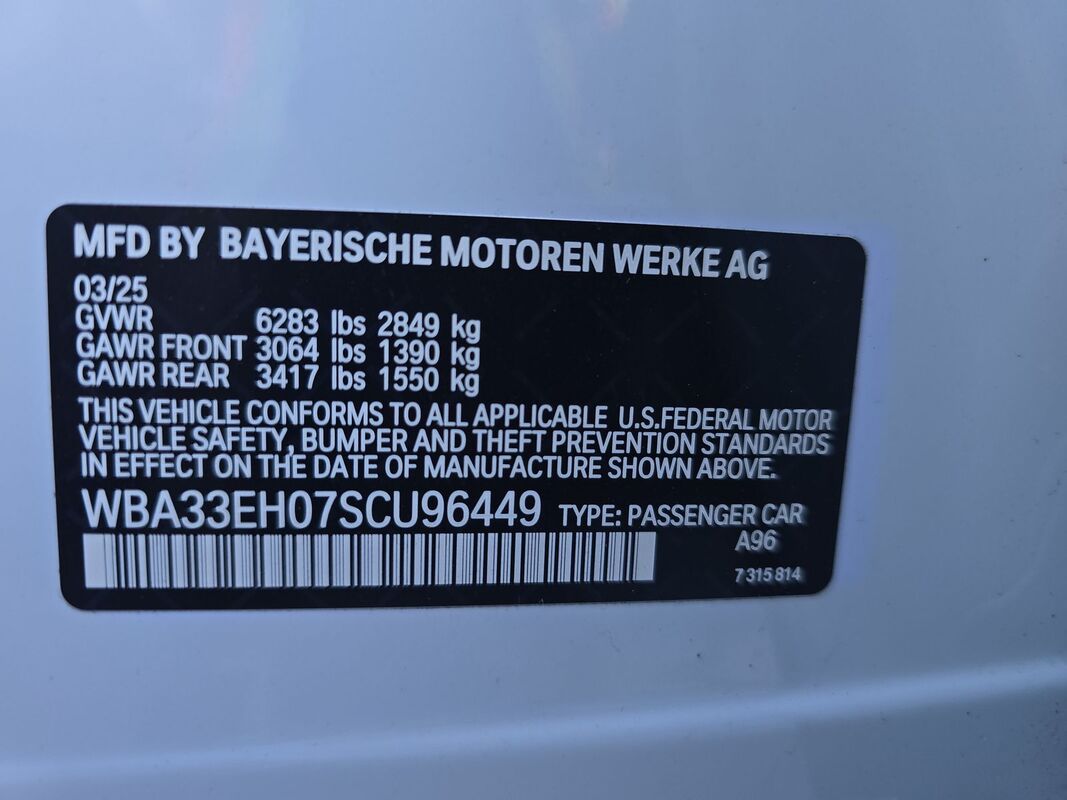 MFD BY BAYERISCHE MOTOREN WERKE AG
03/25
GVWR 6283 lbs 2849 kg
GAWR FRONT 3064 lbs 1390 kg
GAWR REAR 3417 lbs 1550 kg
THIS VEHICLE CONFORMS TO ALL APPLICABLE U.S.FEDERAL MOTOR
VEHICLE SAFETY, BUMPER AND THEFT PREVENTION STANDARDS
IN EFFECT ON THE DATE OF MANUFACTURE SHOWN ABOVE.
WBA33EH07SCU96449 TYPE: PASSENGER CAR
A96
7 315 814